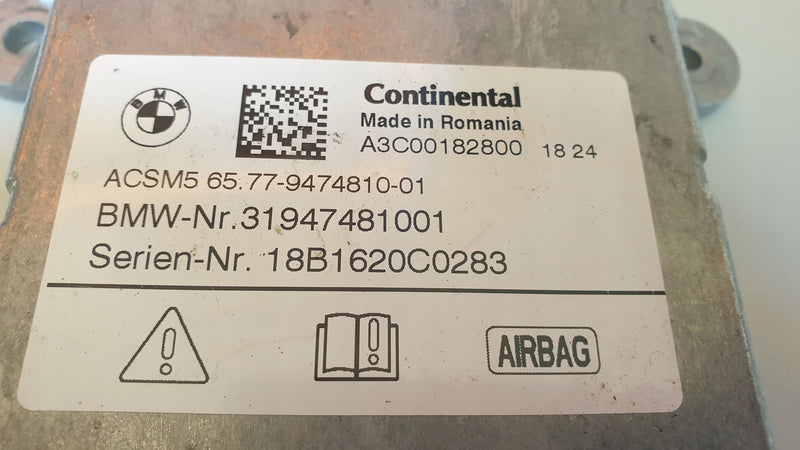 BMW
Continental
Made in Romania
A3C00182800 18 24
ACSM5 65.77-9474810-01
BMW-Nr.31947481001
Serien-Nr. 18B1620C0283
AIRBAG